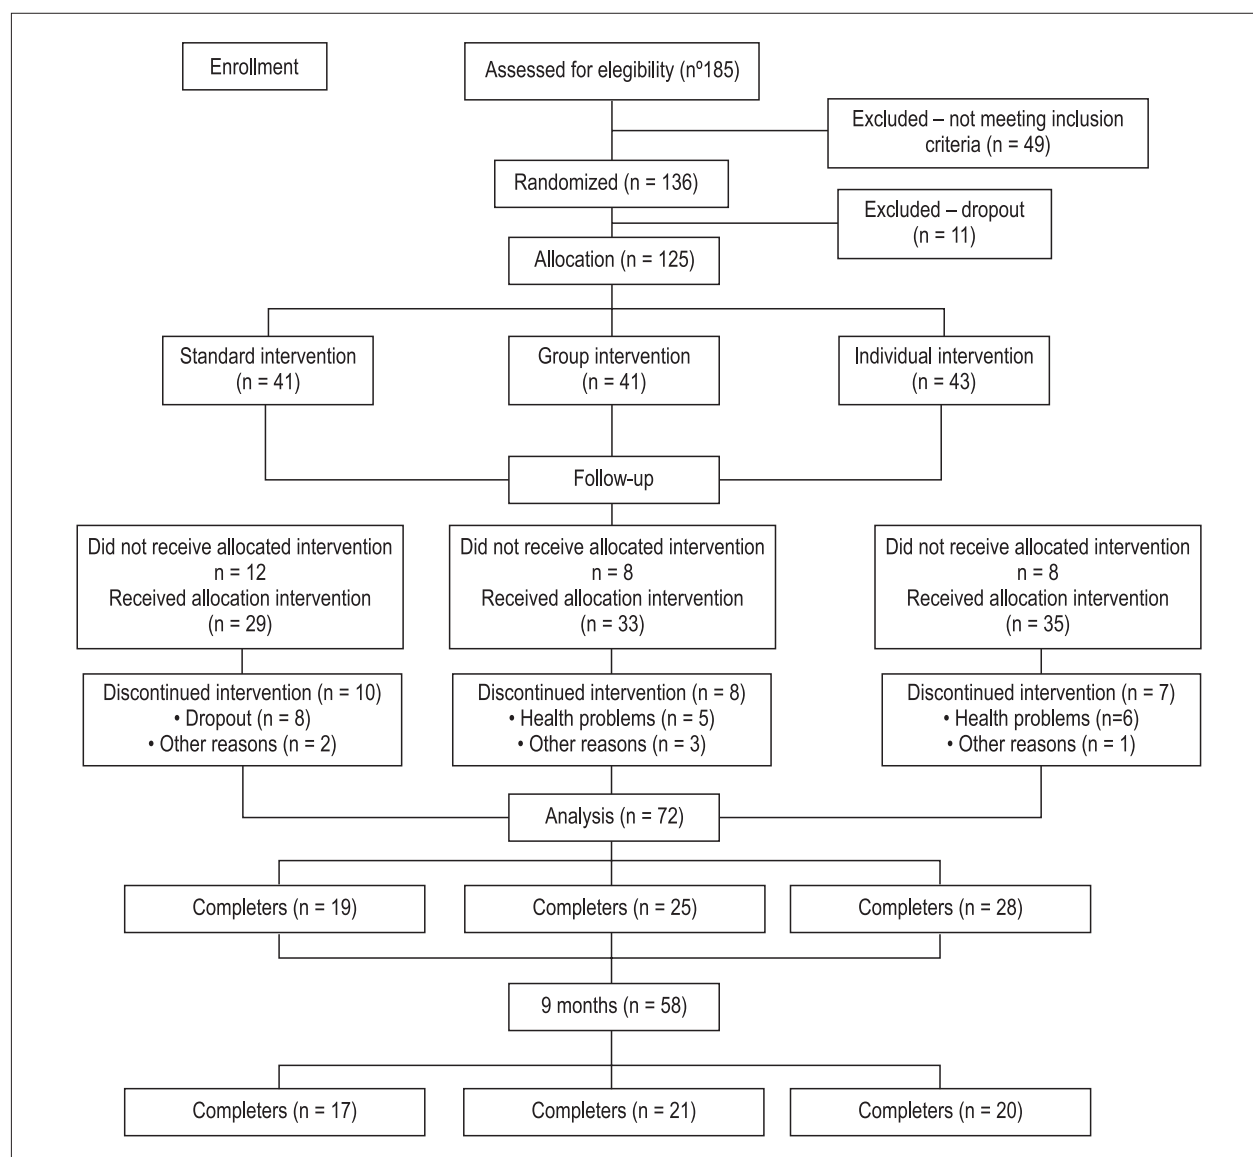 Enrollment
Assessed for elegibility (nº185)
Excluded – not meeting inclusion
criteria (n = 49)
Randomized (n = 136)
Excluded – dropout
(n = 11)
Allocation (n = 125)
Standard intervention
(n = 41)
Group intervention
(n = 41)
Individual intervention
(n = 43)
Follow-up
Did not receive allocated intervention
n = 12
Received allocation intervention
(n = 29)
Did not receive allocated intervention
n = 8
Received allocation intervention
(n = 33)
Did not receive allocated intervention
n = 8
Received allocation intervention
(n = 35)
Discontinued intervention (n = 10)
• Dropout (n = 8)
• Other reasons (n = 2)
Discontinued intervention (n = 8)
• Health problems (n = 5)
• Other reasons (n = 3)
Discontinued intervention (n = 7)
• Health problems (n=6)
• Other reasons (n = 1)
Analysis (n = 72)
Completers (n = 19)
Completers (n = 25)
Completers (n = 28)
9 months (n = 58)
Completers (n = 17)
Completers (n = 21)
Completers (n = 20)